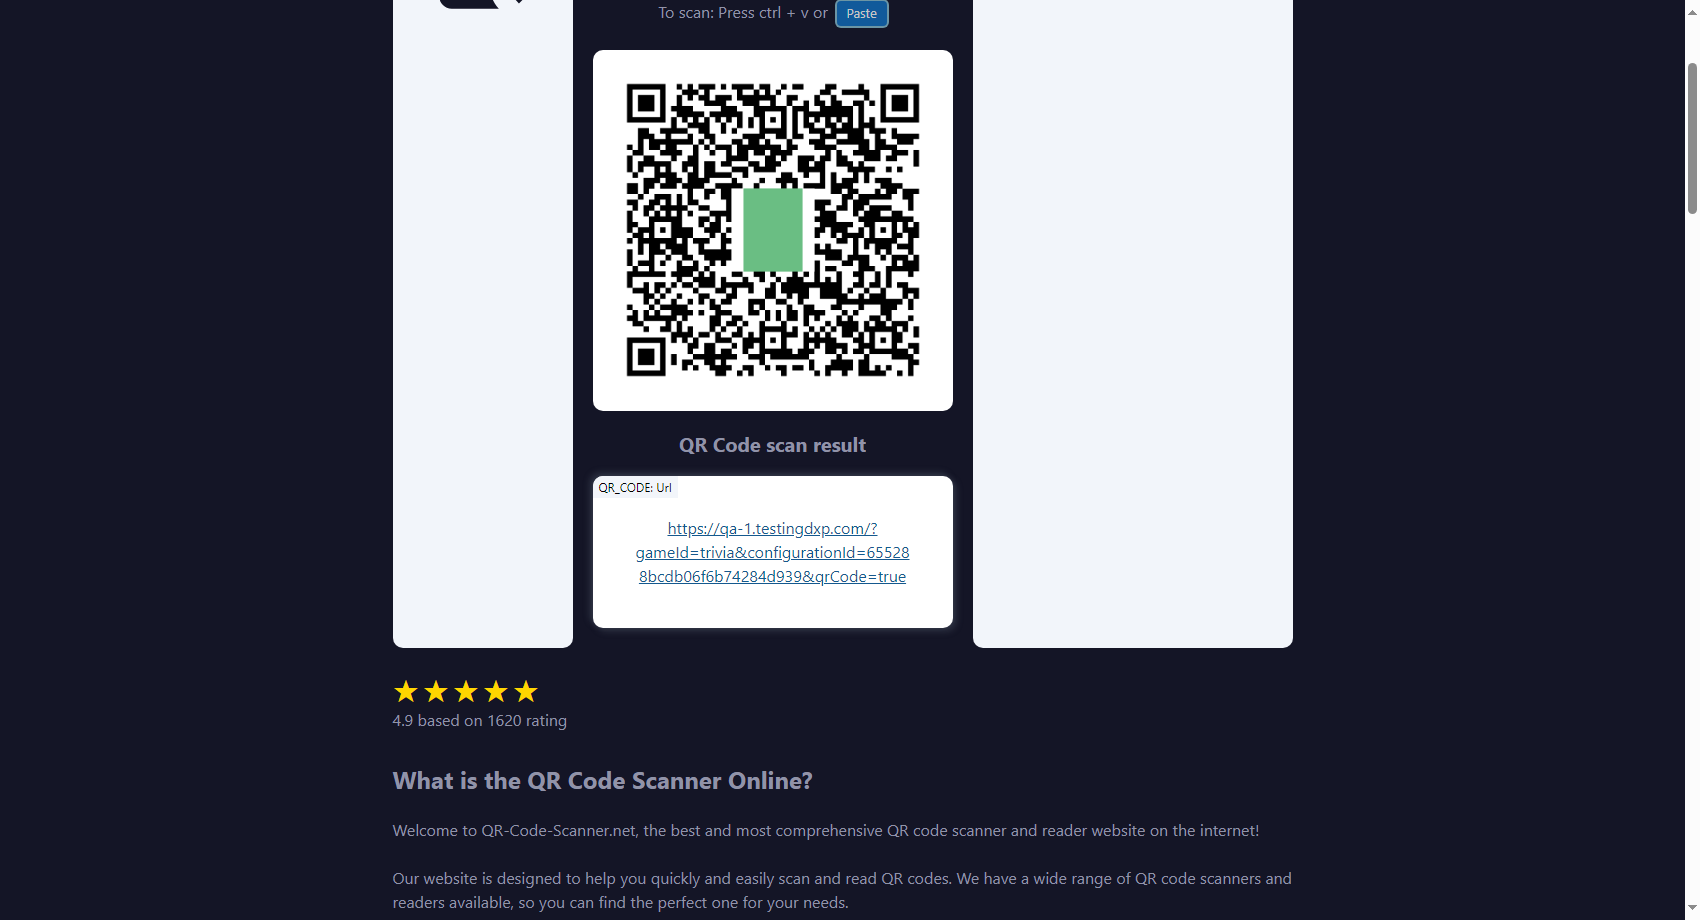 To scan: Press ctrl + v or Paste
QR Code scan result
QR_CODE: Url
https://qa-1.testingdxp.com/?
gameId=trivia&configurationId=65528
8bcdb06f6b74284d939&qrCode=true
4.9 based on 1620 rating
What is the QR Code Scanner Online?
Welcome to QR-Code-Scanner.net, the best and most comprehensive QR code scanner and reader website on the internet!
Our website is designed to help you quickly and easily scan and read QR codes. We have a wide range of QR code scanners and
readers available, so you can find the perfect one for your needs.